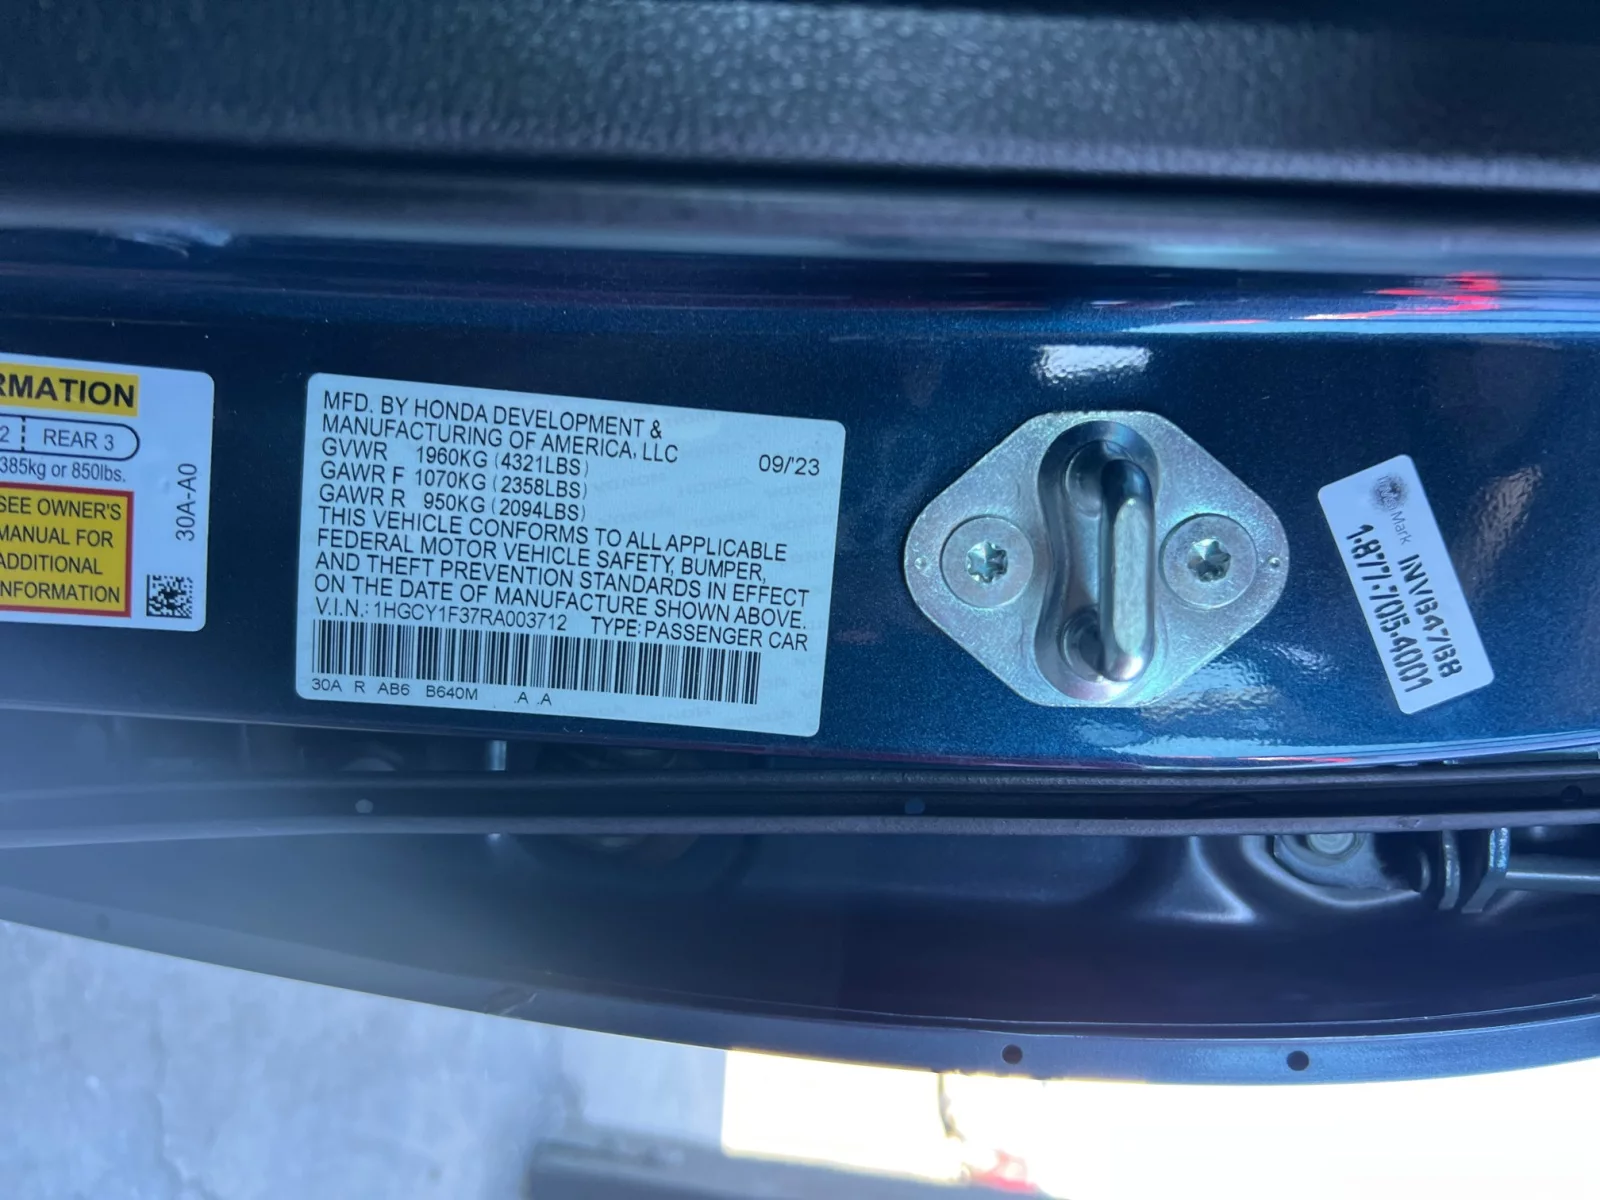 RMATION
2 REAR 3
385kg or 850lbs.
SEE OWNER'S
MANUAL FOR
ADDITIONAL
INFORMATION
30A-A0
MFD. BY HONDA DEVELOPMENT &
MANUFACTURING OF AMERICA, LLC
GVWR 1960KG (4321LBS) 09/'23
GAWR F 1070KG (2358LBS)
GAWR R 950KG (2094LBS)
THIS VEHICLE CONFORMS TO ALL APPLICABLE
FEDERAL MOTOR VEHICLE SAFETY, BUMPER,
AND THEFT PREVENTION STANDARDS IN EFFECT
ON THE DATE OF MANUFACTURE SHOWN ABOVE.
V.I.N.: 1HGCY1F37RA003712 TYPE: PASSENGER CAR
30A R AB6 B640M .A .A
Mark
1-877-705-4001